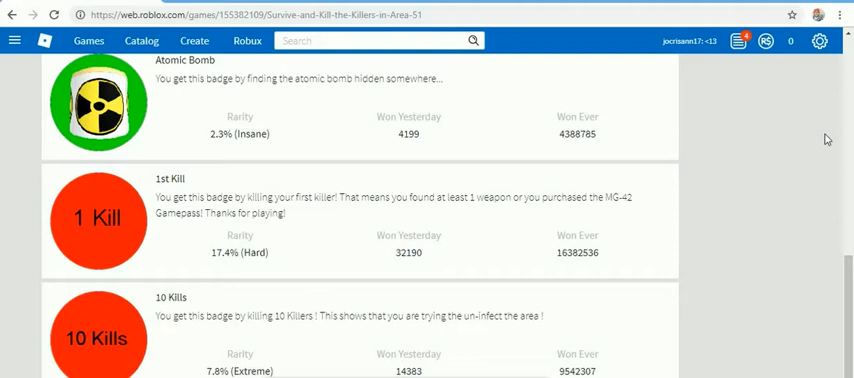 https://web.roblox.com/games/155382109/Survive-and-Kill-the-Killers-in-Area-51
Games Catalog Create Robux Search jocrisann17: <13 4 R$ 0
Atomic Bomb
You get this badge by finding the atomic bomb hidden somewhere...
Rarity Won Yesterday Won Ever
2.3% (Insane) 4199 4388785
1st Kill
1 Kill
You get this badge by killing your first killer! That means you found at least 1 weapon or you purchased the MG-42
Gamepass! Thanks for playing!
Rarity Won Yesterday Won Ever
17.4% (Hard) 32190 16382536
10 Kills
10 Kills
You get this badge by killing 10 Killers ! This shows that you are trying the un-infect the area !
Rarity Won Yesterday Won Ever
7.8% (Extreme) 14383 9542307